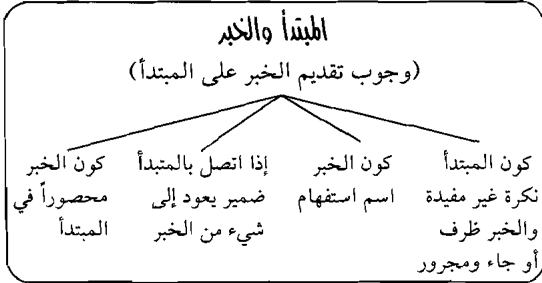 المبتدأ والخبر
(وجوب تقديم الخبر على المبتدأ)
كون المبتدأ
نكرة غير مفيدة
والخبر ظرف
أو جاء ومجرور
كون الخبر
اسم استفهام
إذا اتصل بالمتبدأ
ضمير يعود إلى
شيء من الخبر
كون الخبر
محصوراً في
المبتدأ